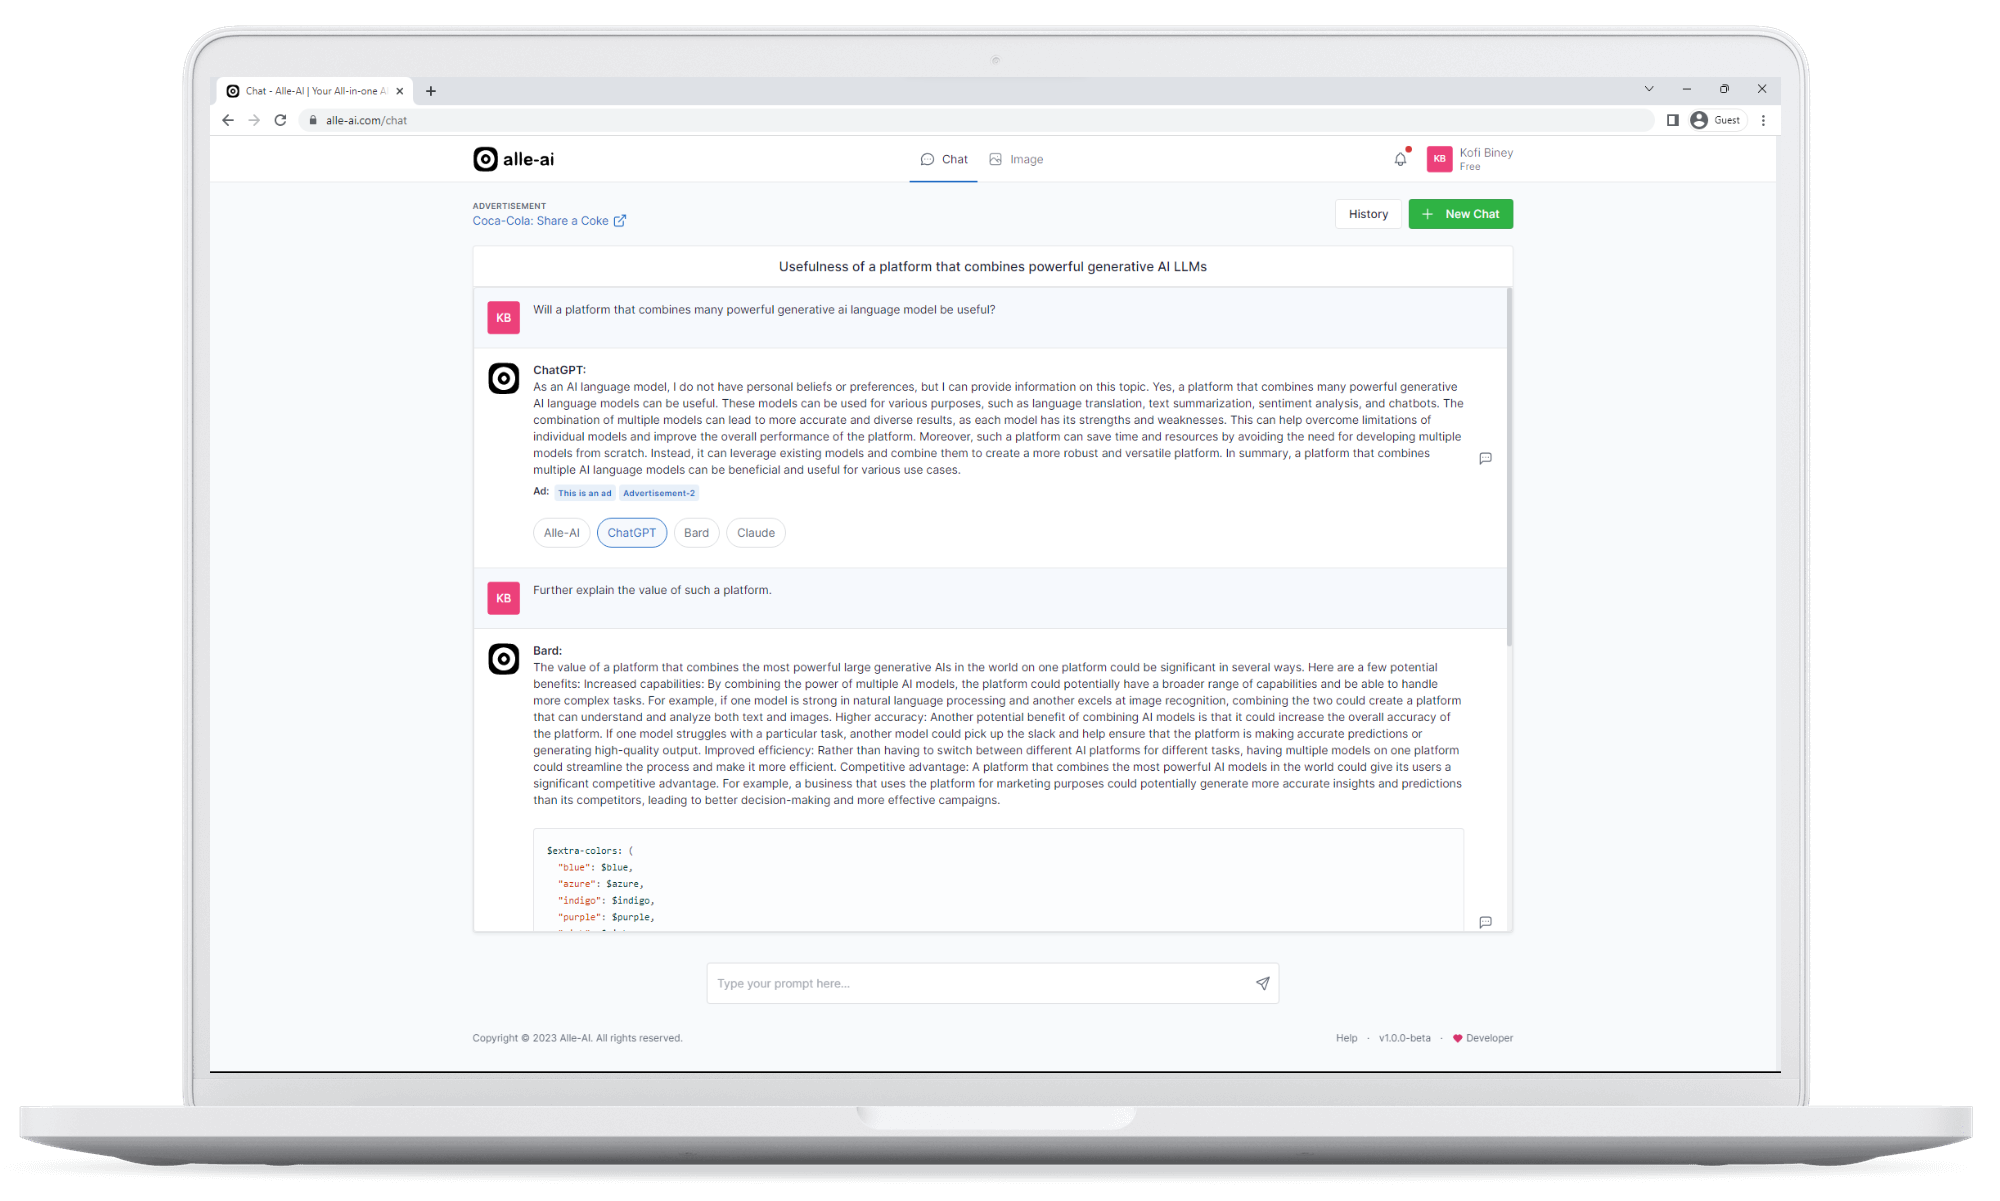 Chat - Alle-AI | Your All-in-one A
alle-ai.com/chat
Guest
alle-ai
Chat
Image
KB
Kofi Biney
Free
ADVERTISEMENT
Coca-Cola: Share a Coke
History
+ New Chat
Usefulness of a platform that combines powerful generative AI LLMs
KB
Will a platform that combines many powerful generative ai language model be useful?
ChatGPT:
As an AI language model, I do not have personal beliefs or preferences, but I can provide information on this topic. Yes, a platform that combines many powerful generative
AI language models can be useful. These models can be used for various purposes, such as language translation, text summarization, sentiment analysis, and chatbots. The
combination of multiple models can lead to more accurate and diverse results, as each model has its strengths and weaknesses. This can help overcome limitations of
individual models and improve the overall performance of the platform. Moreover, such a platform can save time and resources by avoiding the need for developing multiple
models from scratch. Instead, it can leverage existing models and combine them to create a more robust and versatile platform. In summary, a platform that combines
multiple AI language models can be beneficial and useful for various use cases.
Ad: This is an ad Advertisement-2
Alle-AI ChatGPT Bard Claude
KB
Further explain the value of such a platform.
Bard:
The value of a platform that combines the most powerful large generative AIs in the world on one platform could be significant in several ways. Here are a few potential
benefits: Increased capabilities: By combining the power of multiple AI models, the platform could potentially have a broader range of capabilities and be able to handle
more complex tasks. For example, if one model is strong in natural language processing and another excels at image recognition, combining the two could create a platform
that can understand and analyze both text and images. Higher accuracy: Another potential benefit of combining AI models is that it could increase the overall accuracy of
the platform. If one model struggles with a particular task, another model could pick up the slack and help ensure that the platform is making accurate predictions or
generating high-quality output. Improved efficiency: Rather than having to switch between different AI platforms for different tasks, having multiple models on one platform
could streamline the process and make it more efficient. Competitive advantage: A platform that combines the most powerful AI models in the world could give its users a
significant competitive advantage. For example, a business that uses the platform for marketing purposes could potentially generate more accurate insights and predictions
than its competitors, leading to better decision-making and more effective campaigns.
$extra-colors: (
"blue": $blue,
"azure": $azure,
"indigo": $indigo,
"purple": $purple,
Type your prompt here...
Copyright © 2023 Alle-AI. All rights reserved.
Help · v1.0.0-beta · Developer